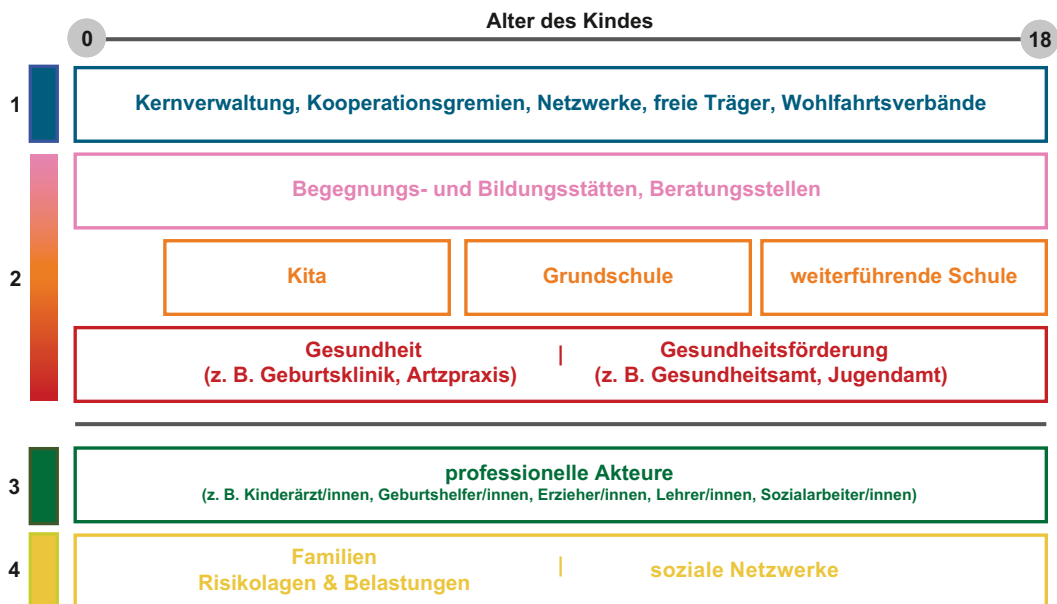 Alter des Kindes
0
18
1
Kernverwaltung, Kooperationsgremien, Netzwerke, freie Träger, Wohlfahrtsverbände
Begegnungs- und Bildungsstätten, Beratungsstellen
2
Kita
Grundschule
weiterführende Schule
Gesundheit | Gesundheitsförderung
(z. B. Geburtsklinik, Artzpraxis) (z. B. Gesundheitsamt, Jugendamt)
3
professionelle Akteure
(z. B. Kinderärzt/innen, Geburtshelfer/innen, Erzieher/innen, Lehrer/innen, Sozialarbeiter/innen)
4
Familien
Risikolagen & Belastungen
| soziale Netzwerke